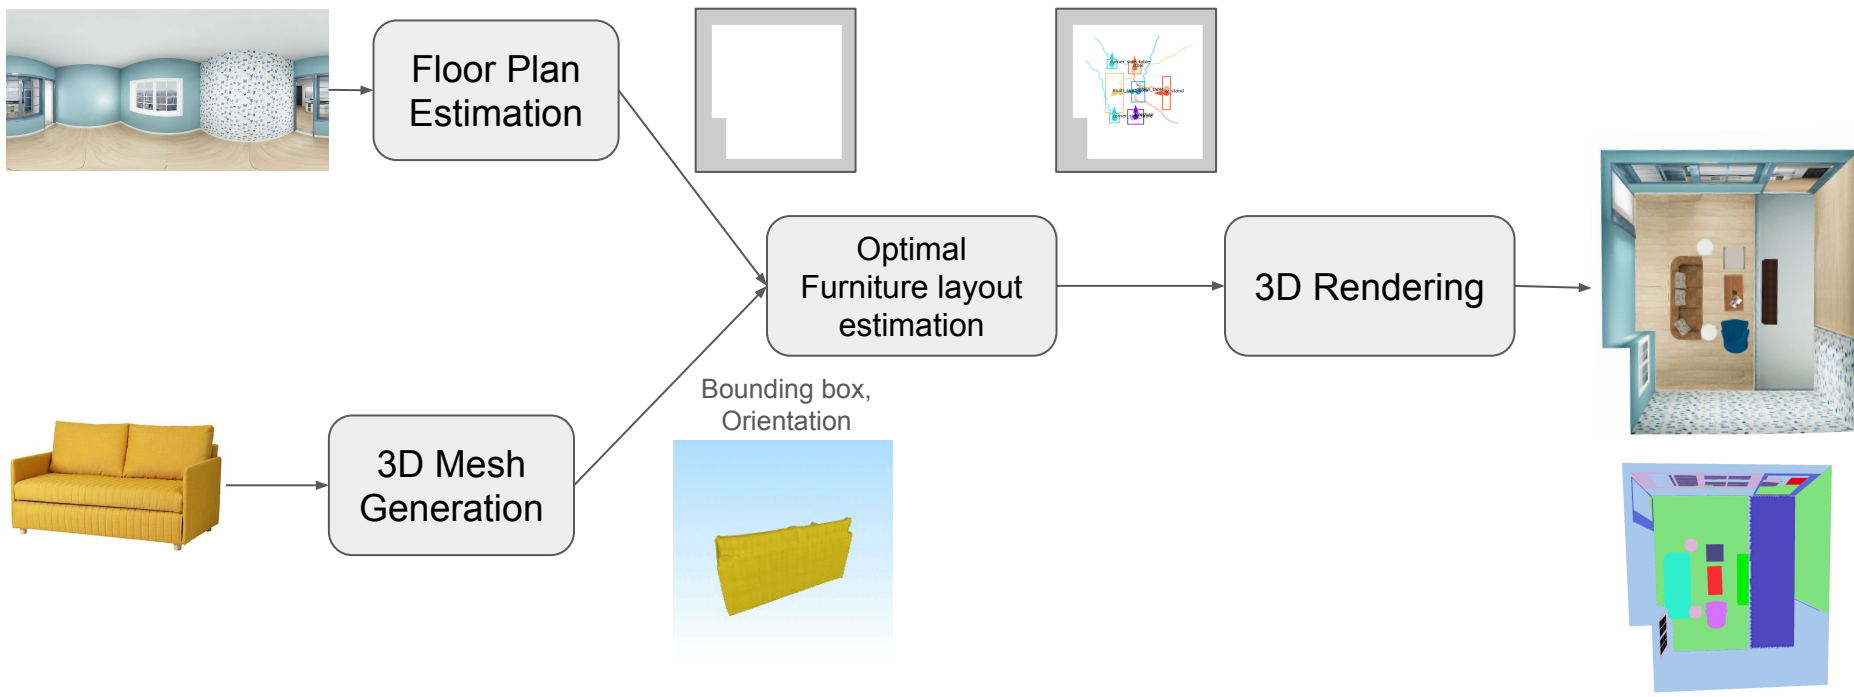 Floor Plan
Estimation
Optimal
Furniture layout
estimation
3D Rendering
Bounding box,
Orientation
3D Mesh
Generation